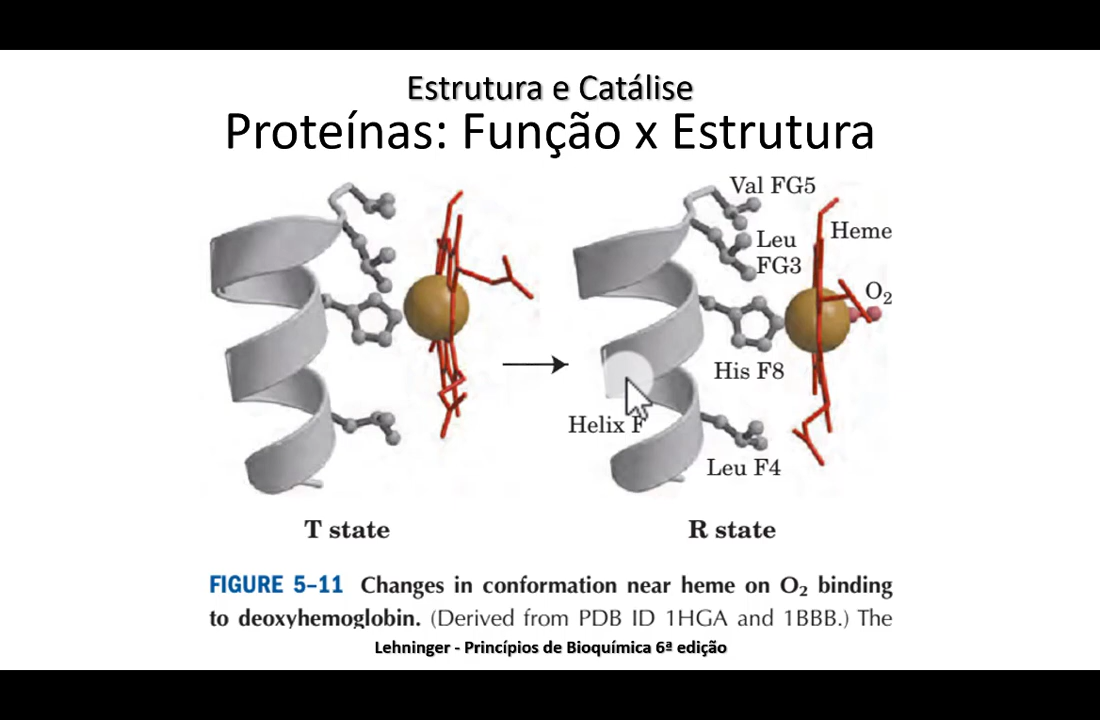 Estrutura e Catálise
Proteínas: Função x Estrutura
Val FG5
Leu
FG3
Heme
O₂
His F8
Helix F
Leu F4
T state
R state
FIGURE 5–11 Changes in conformation near heme on O₂ binding
to deoxyhemoglobin. (Derived from PDB ID 1HGA and 1BBB.) The
Lehninger - Princípios de Bioquímica 6ª edição